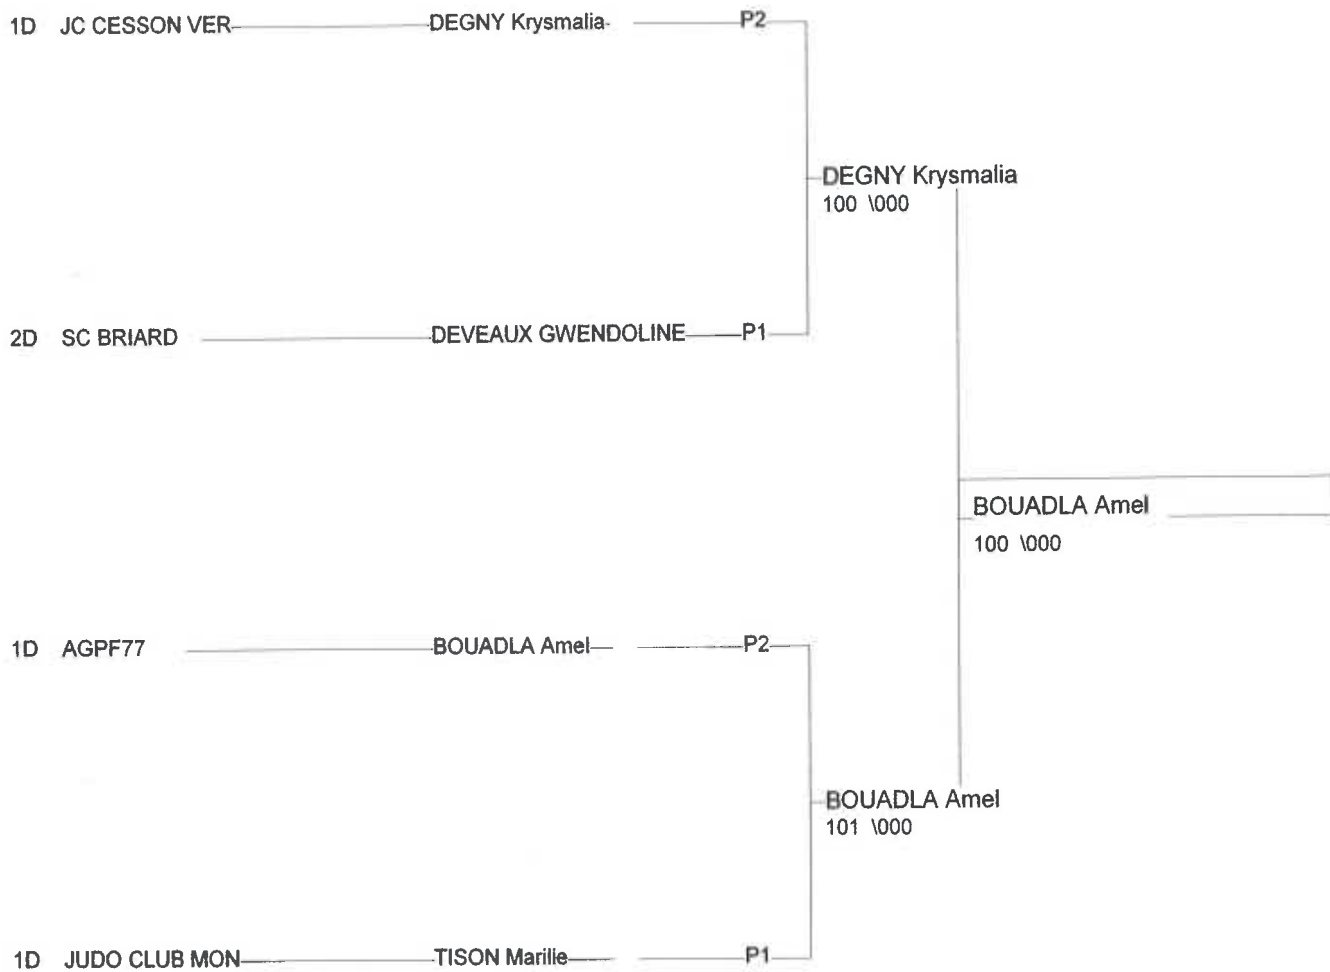 1D JC CESSON VER DEGNY Krysmalia P2
DEGNY Krysmalia
100 \000
2D SC BRIARD DEVEAUX GWENDOLINE P1
BOUADLA Amel
100 \000
1D AGPF77 BOUADLA Amel P2
BOUADLA Amel
101 \000
1D JUDO CLUB MON TISON Marilie P1